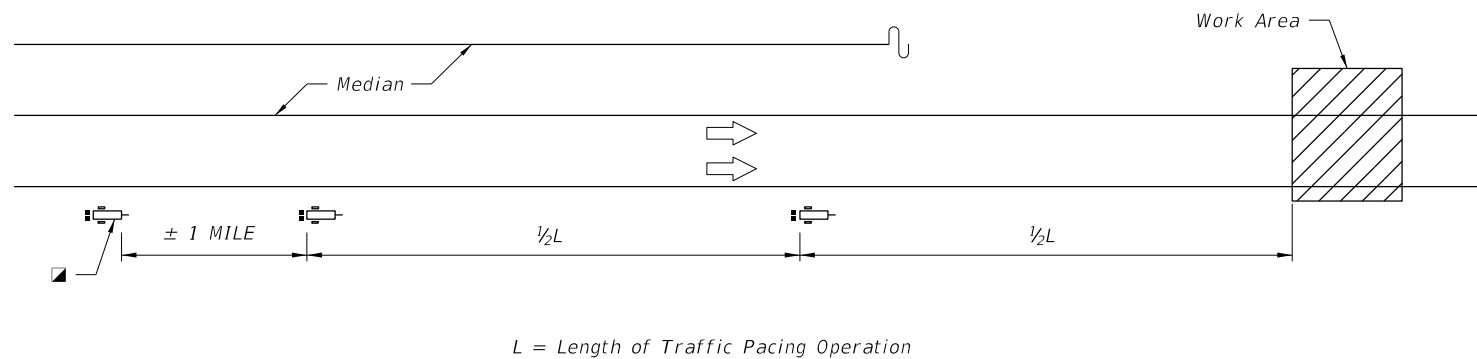 Work Area
Median
± 1 MILE
½L
½L
L = Length of Traffic Pacing Operation